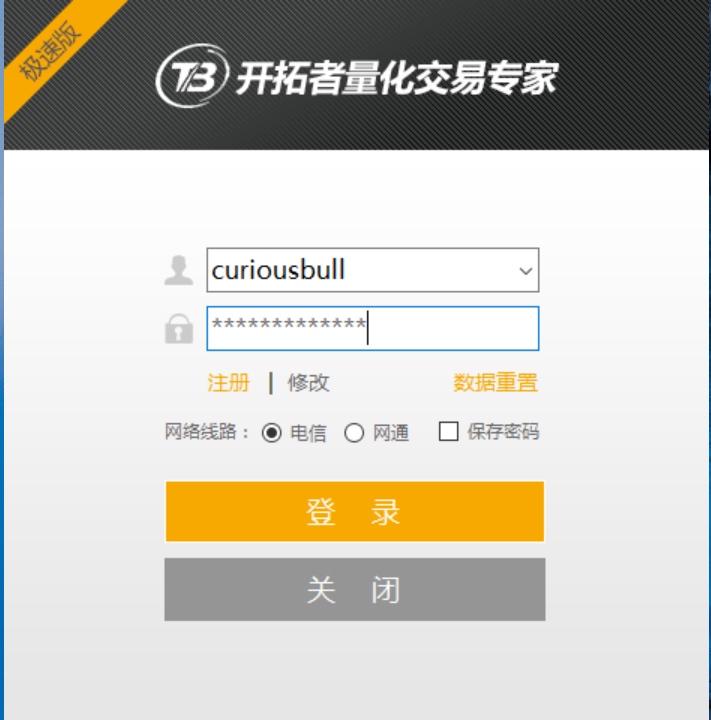 极速版
TB 开拓者量化交易专家
curiousbull
*************
注册 | 修改 数据重置
网络线路： 电信 网通 保存密码
登 录
关 闭